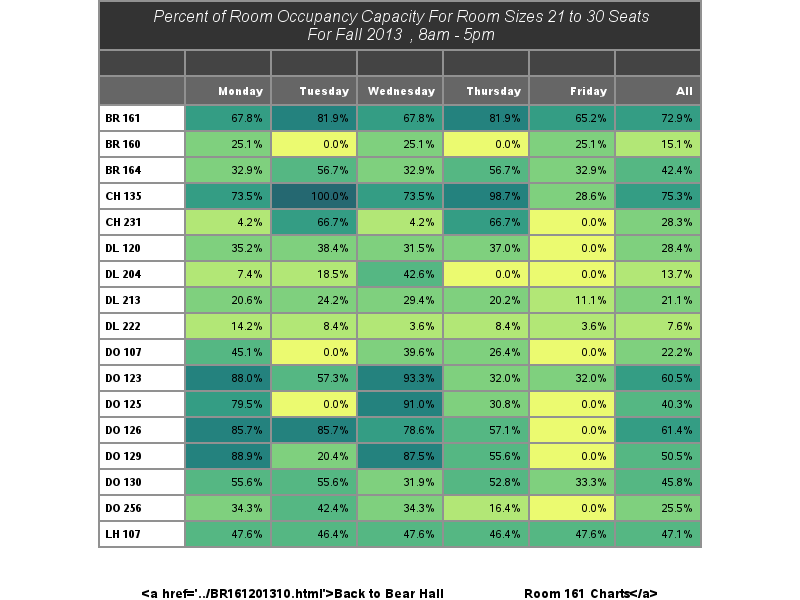 Percent of Room Occupancy Capacity For Room Sizes 21 to 30 Seats
For Fall 2013 , 8am - 5pm
Monday Tuesday Wednesday Thursday Friday All
BR 161 67.8% 81.9% 67.8% 81.9% 65.2% 72.9%
BR 160 25.1% 0.0% 25.1% 0.0% 25.1% 15.1%
BR 164 32.9% 56.7% 32.9% 56.7% 32.9% 42.4%
CH 135 73.5% 100.0% 73.5% 98.7% 28.6% 75.3%
CH 231 4.2% 66.7% 4.2% 66.7% 0.0% 28.3%
DL 120 35.2% 38.4% 31.5% 37.0% 0.0% 28.4%
DL 204 7.4% 18.5% 42.6% 0.0% 0.0% 13.7%
DL 213 20.6% 24.2% 29.4% 20.2% 11.1% 21.1%
DL 222 14.2% 8.4% 3.6% 8.4% 3.6% 7.6%
DO 107 45.1% 0.0% 39.6% 26.4% 0.0% 22.2%
DO 123 88.0% 57.3% 93.3% 32.0% 32.0% 60.5%
DO 125 79.5% 0.0% 91.0% 30.8% 0.0% 40.3%
DO 126 85.7% 85.7% 78.6% 57.1% 0.0% 61.4%
DO 129 88.9% 20.4% 87.5% 55.6% 0.0% 50.5%
DO 130 55.6% 55.6% 31.9% 52.8% 33.3% 45.8%
DO 256 34.3% 42.4% 34.3% 16.4% 0.0% 25.5%
LH 107 47.6% 46.4% 47.6% 46.4% 47.6% 47.1%
<a href='../BR161201310.html'>Back to Bear Hall Room 161 Charts</a>